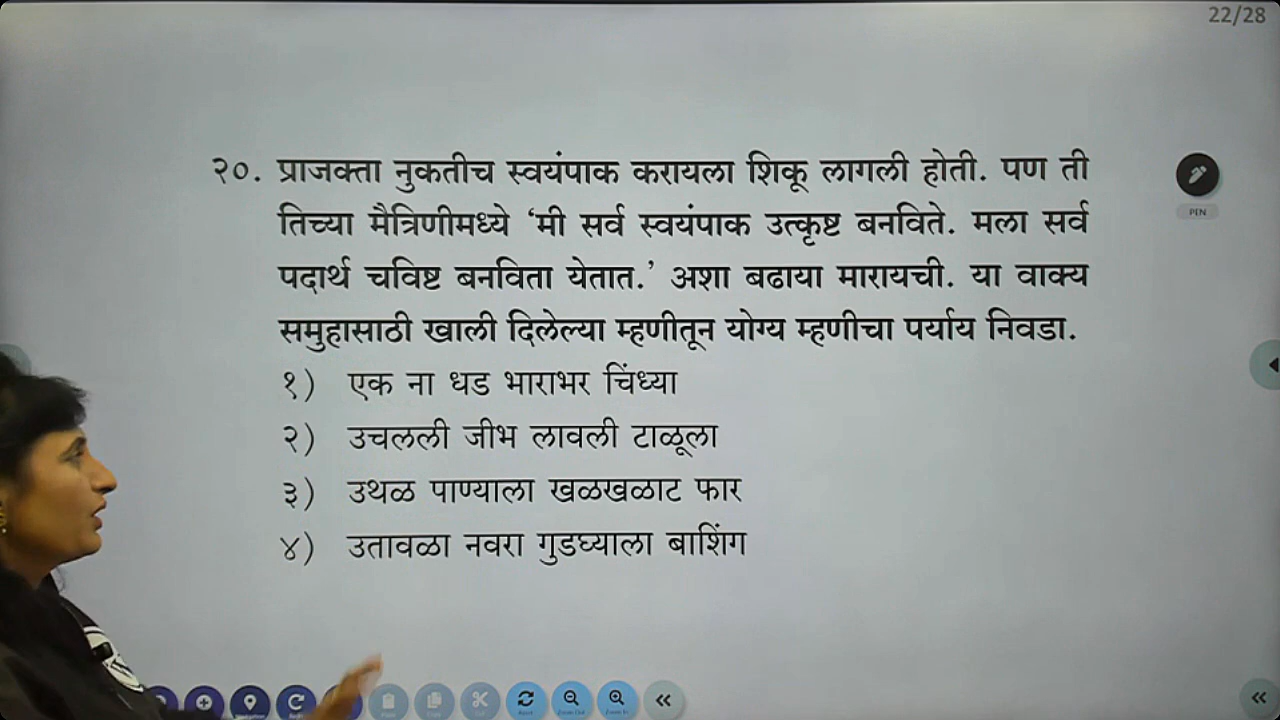 22/28
२०. प्राजक्ता नुकतीच स्वयंपाक करायला शिकू लागली होती. पण ती
तिच्या मैत्रिणीमध्ये ‘मी सर्व स्वयंपाक उत्कृष्ट बनविते. मला सर्व
पदार्थ चविष्ट बनविता येतात.’ अशा बढाया मारायची. या वाक्य
समुहासाठी खाली दिलेल्या म्हणीतून योग्य म्हणीचा पर्याय निवडा.
१) एक ना धड भाराभर चिंध्या
२) उचलली जीभ लावली टाळूला
३) उथळ पाण्याला खळखळाट फार
४) उतावळा नवरा गुडघ्याला बाशिंग
PEN